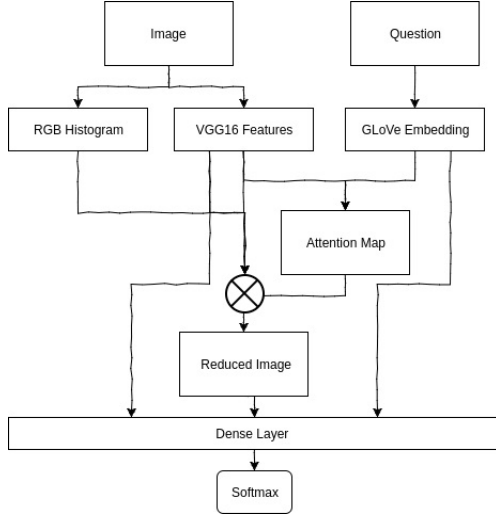 Image
Question
RGB Histogram
VGG16 Features
GLoVe Embedding
Attention Map
Reduced Image
Dense Layer
Softmax